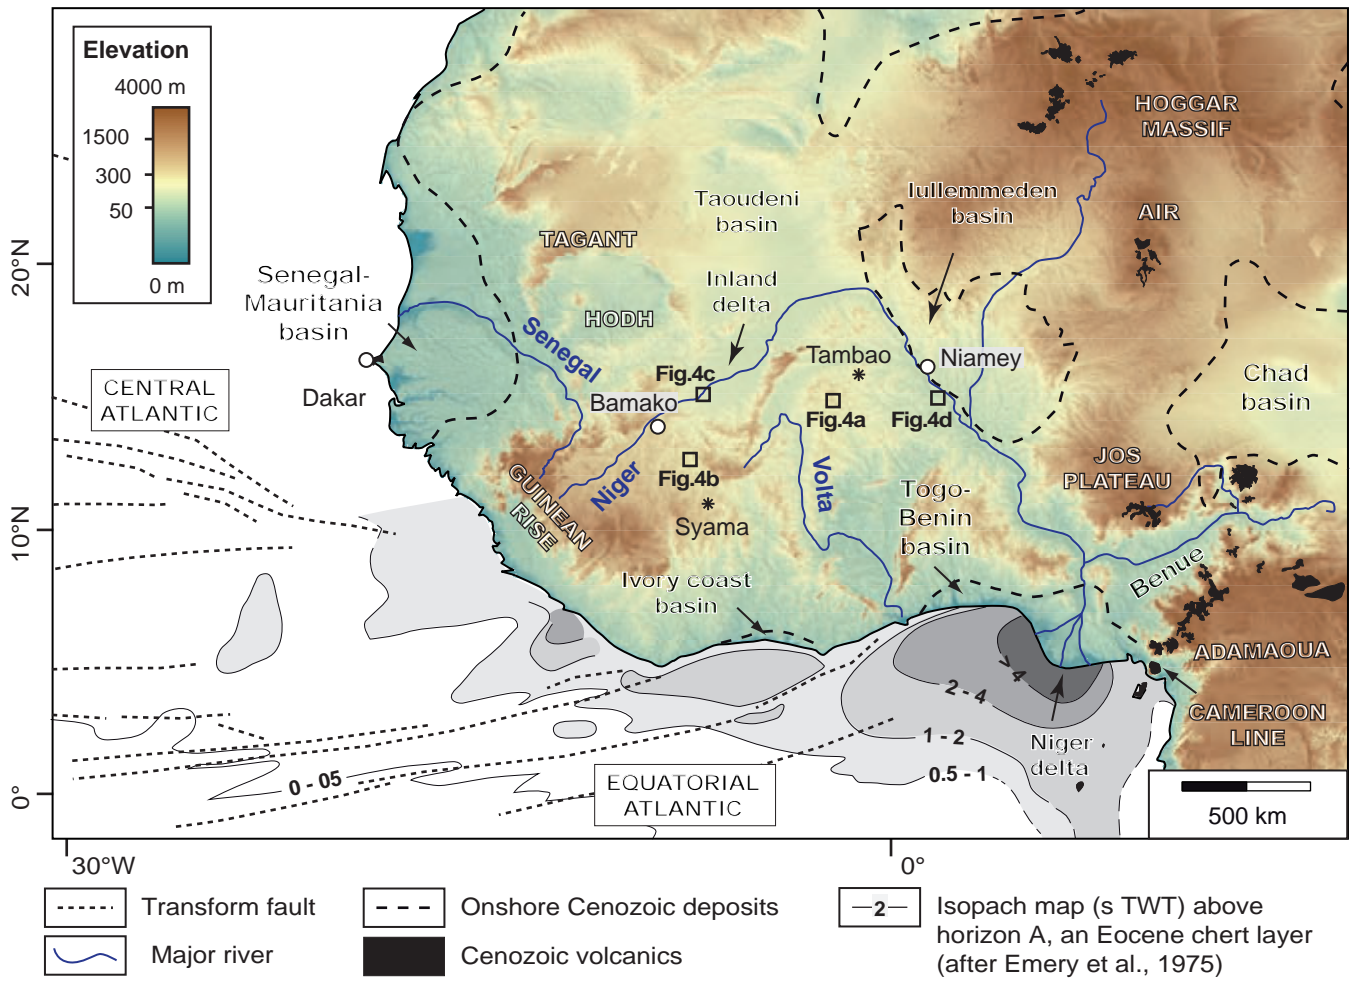 Elevation
4000 m
1500
300
50
0 m
HOGGAR
MASSIF
Iullemmeden
basin
Taoudeni
basin
AIR
TAGANT
20°N
Senegal-
Mauritania
basin
Inland
delta
HODH
Senegal
Tambao
Niamey
Fig.4c
Chad
basin
CENTRAL
ATLANTIC
Dakar
Bamako
Fig.4a
Fig.4d
JOS
PLATEAU
GUINEAN
RISE
Niger
Fig.4b
Volta
Togo-
Benin
basin
Syama
10°N
Benue
Ivory coast
basin
ADAMAOUA
> 4
2 - 4
CAMEROON
LINE
1 - 2
Niger
delta
0.5 - 1
0 - 05
EQUATORIAL
ATLANTIC
0°
500 km
30°W
0°
Transform fault
Major river
Onshore Cenozoic deposits
Cenozoic volcanics
2
Isopach map (s TWT) above
horizon A, an Eocene chert layer
(after Emery et al., 1975)